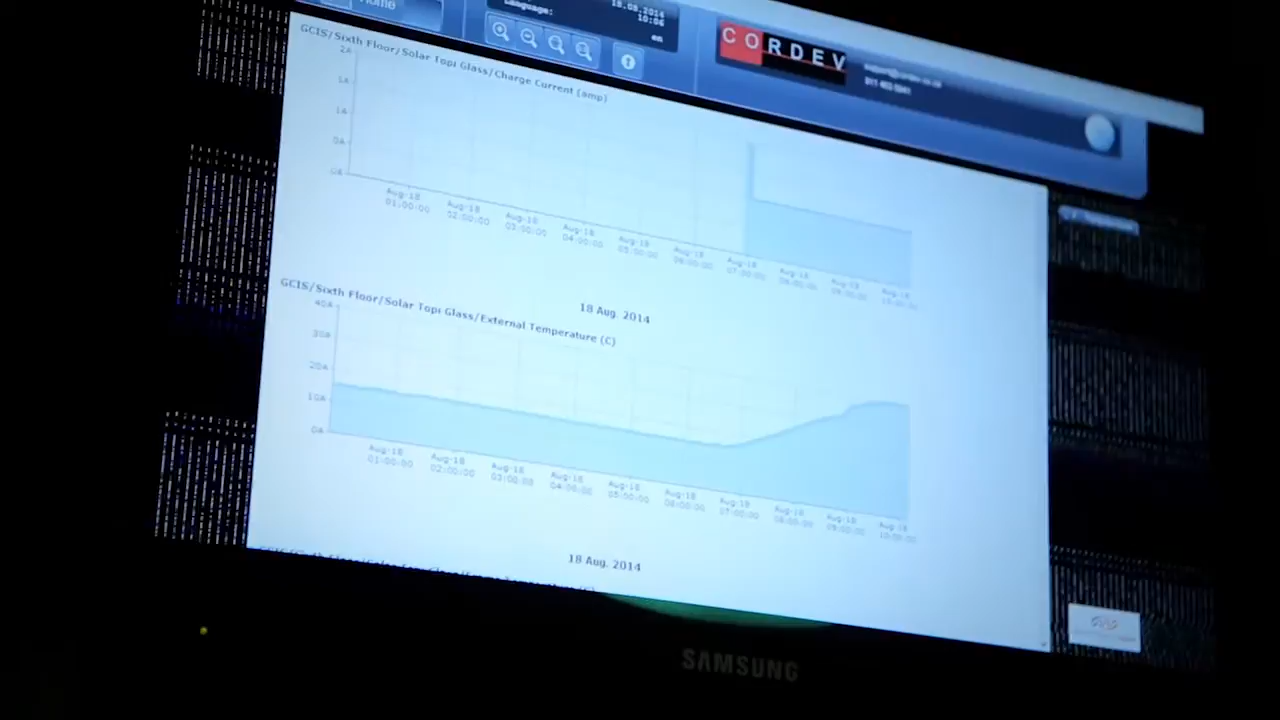 Home
Language:
18.08.2014
10:06
en
CORDEV
GCIS/Sixth Floor/Solar Top: Glass/Charge Current (amp)
2A
1A
1A
0A
0A
Aug-18 01:00:00
Aug-18 02:00:00
Aug-18 03:00:00
Aug-18 04:00:00
Aug-18 05:00:00
Aug-18 06:00:00
Aug-18 07:00:00
Aug-18 08:00:00
Aug-18 09:00:00
Aug-18 10:00:00
18 Aug. 2014
GCIS/Sixth Floor/Solar Top: Glass/External Temperature (C)
40A
30A
20A
10A
0A
Aug-18 01:00:00
Aug-18 02:00:00
Aug-18 03:00:00
Aug-18 04:00:00
Aug-18 05:00:00
Aug-18 06:00:00
Aug-18 07:00:00
Aug-18 08:00:00
Aug-18 09:00:00
Aug-18 10:00:00
18 Aug. 2014
SAMSUNG